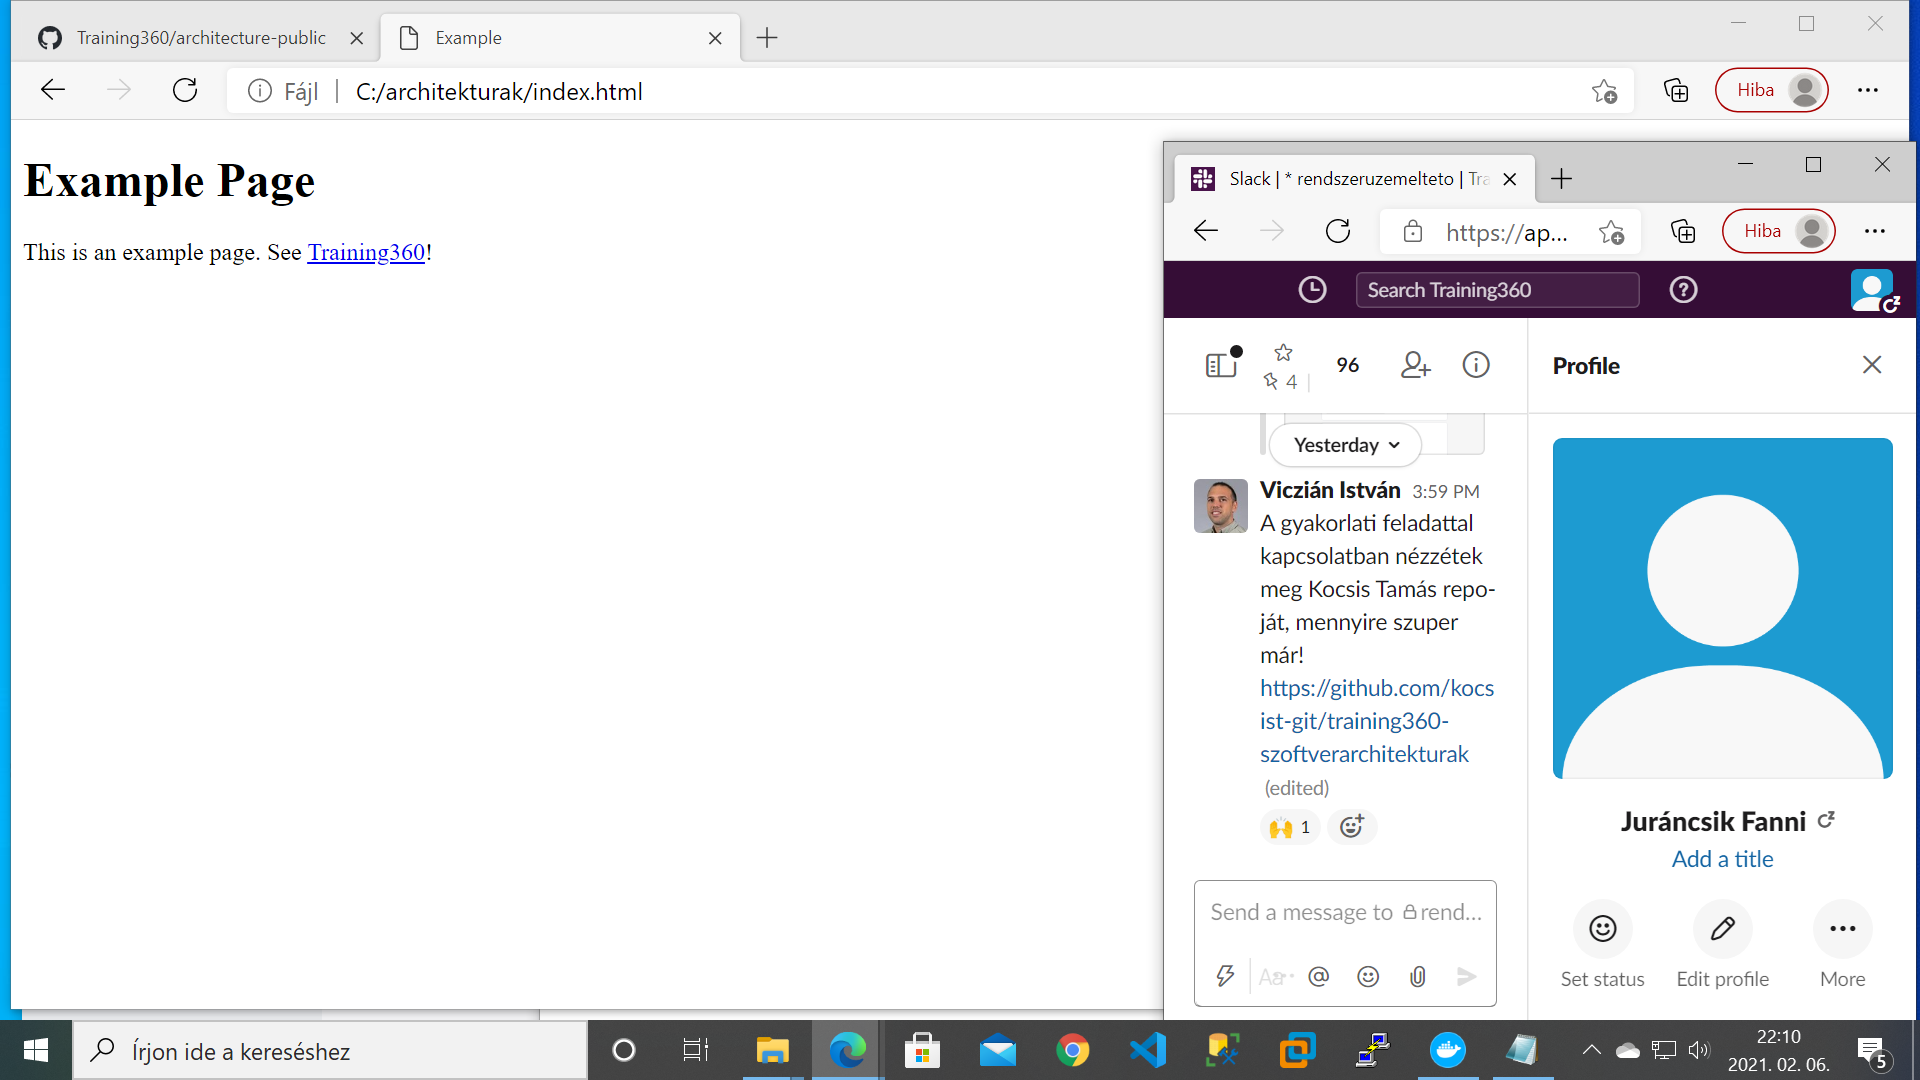 Training360/architecture-public
Example
Fájl
C:/architekturak/index.html
Hiba
Example Page
This is an example page. See Training360!
Slack | * rendszeruzemelteto | Tra
https://ap...
Hiba
Search Training360
4
96
Profile
Yesterday
Viczián István 3:59 PM
A gyakorlati feladattal
kapcsolatban nézzétek
meg Kocsis Tamás repo-
ját, mennyire szuper
már!
https://github.com/kocs
ist-git/training360-
szoftverarchitekturak
(edited)
1
Send a message to rend...
Aa
Juráncsik Fanni
Add a title
Set status
Edit profile
More
Írjon ide a kereséshez
22:10
2021. 02. 06.
5